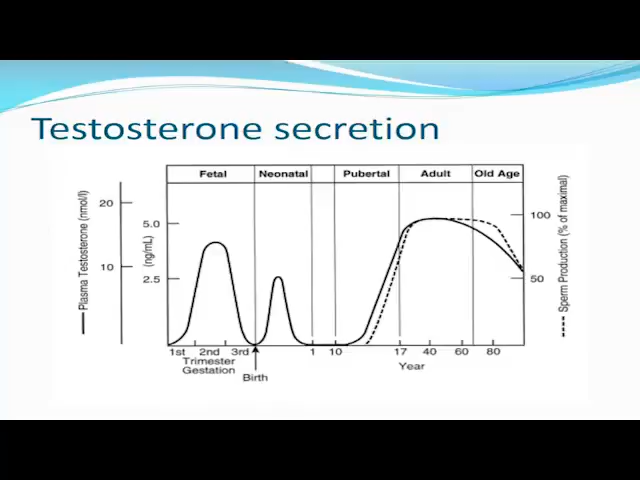 Testosterone secretion
Fetal Neonatal Pubertal Adult Old Age
Plasma Testosterone (nmol/l)
20
10
(ng/mL)
5.0
2.5
100
50
Sperm Production (% of maximal)
1st 2nd 3rd 1 10 17 40 60 80
Trimester
Gestation
Birth
Year